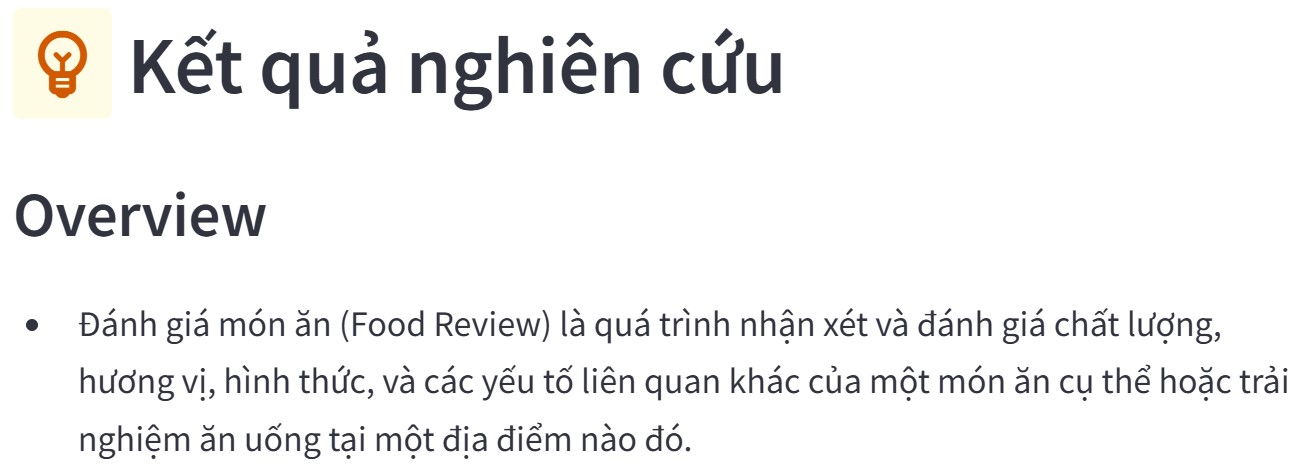 Kết quả nghiên cứu
Overview
• Đánh giá món ăn (Food Review) là quá trình nhận xét và đánh giá chất lượng,
hương vị, hình thức, và các yếu tố liên quan khác của một món ăn cụ thể hoặc trải
nghiệm ăn uống tại một địa điểm nào đó.